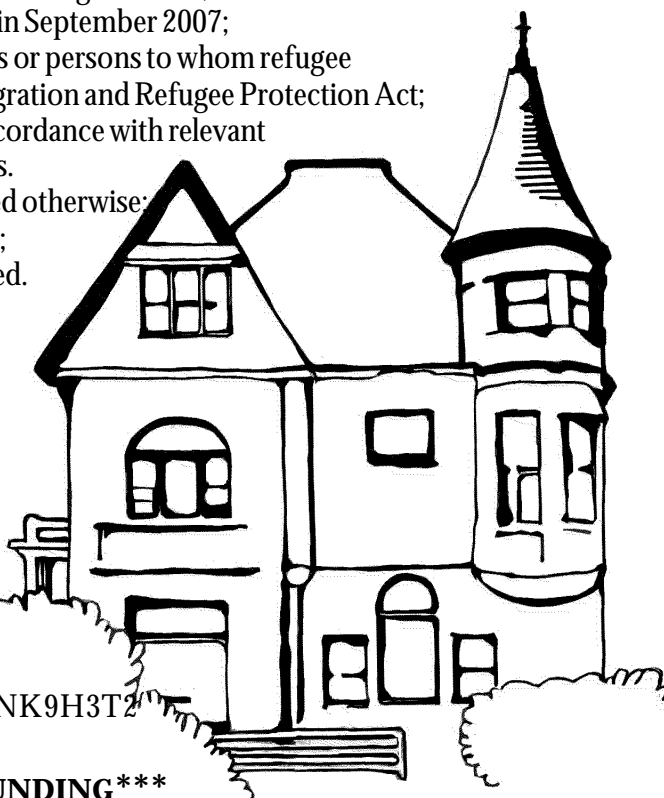 in September 2007;
s or persons to whom refugee
gration and Refugee Protection Act;
cordance with relevant
s.
ed otherwise;
;
ed.
NK9H3T2
UNDING***